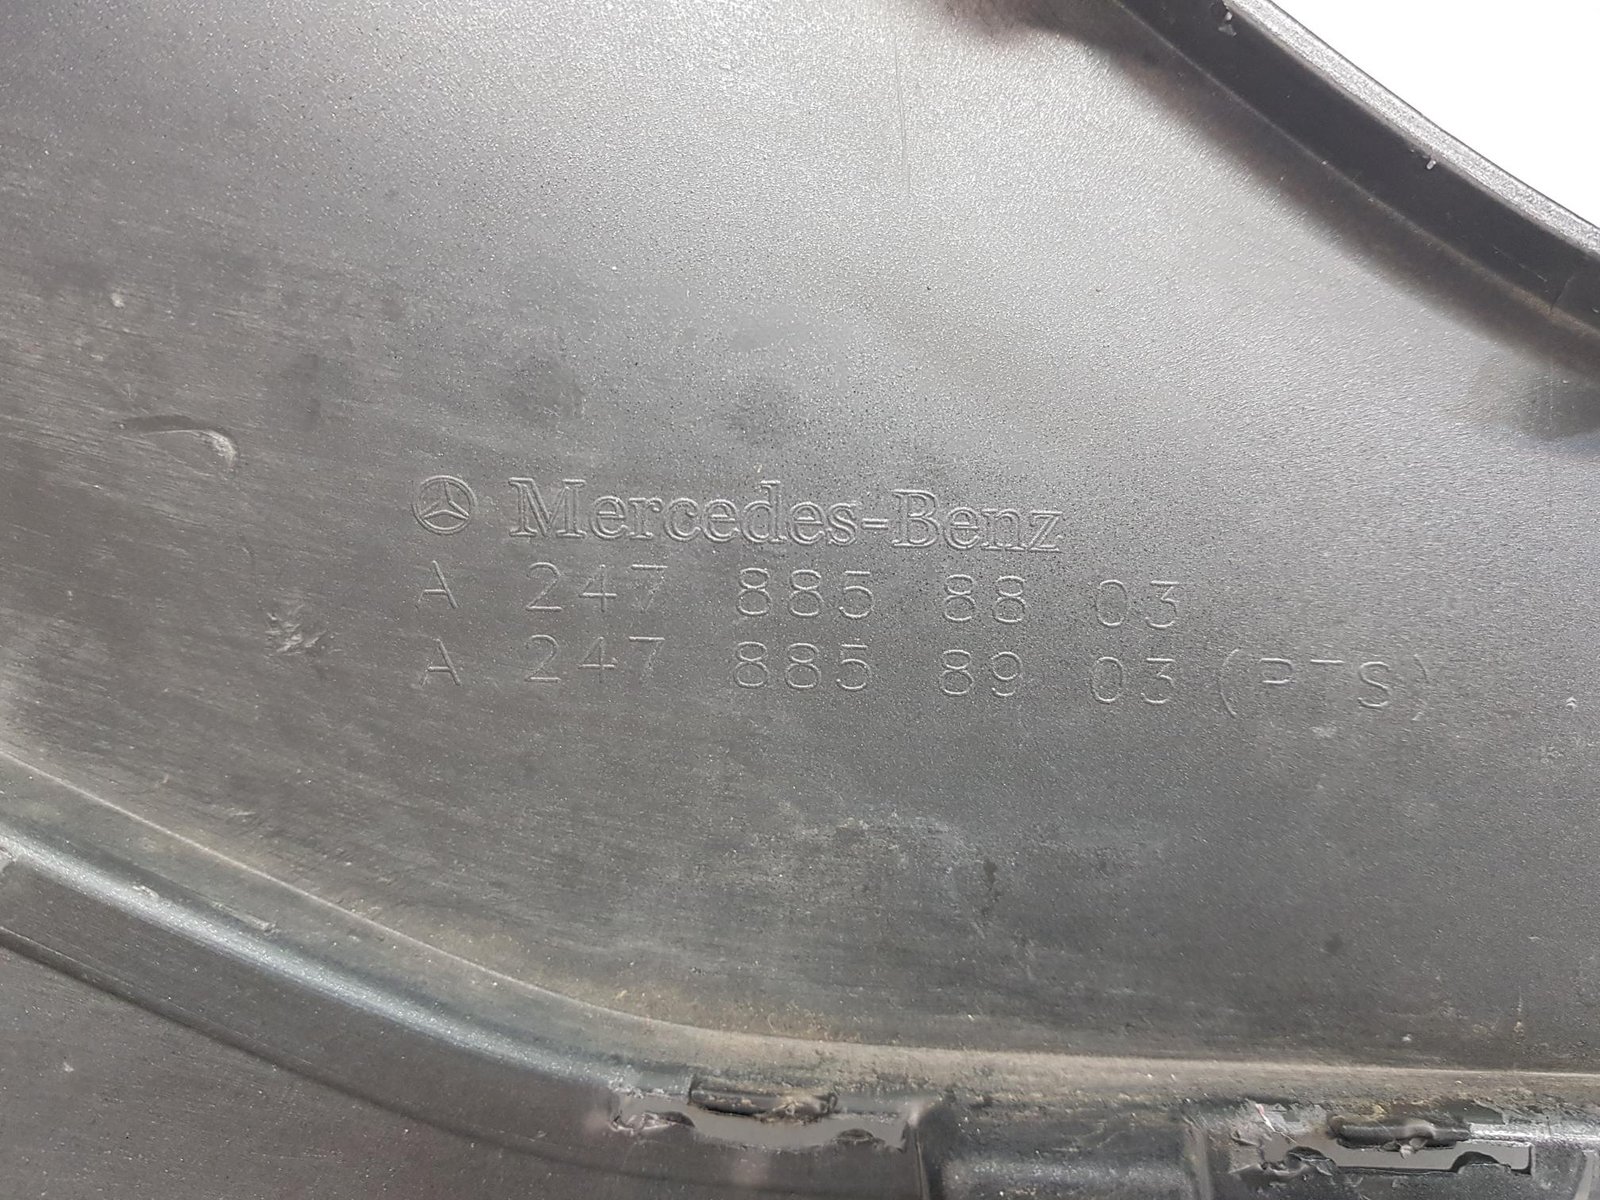 Mercedes-Benz
A 247 885 88 03
A 247 885 89 03 (PTS)